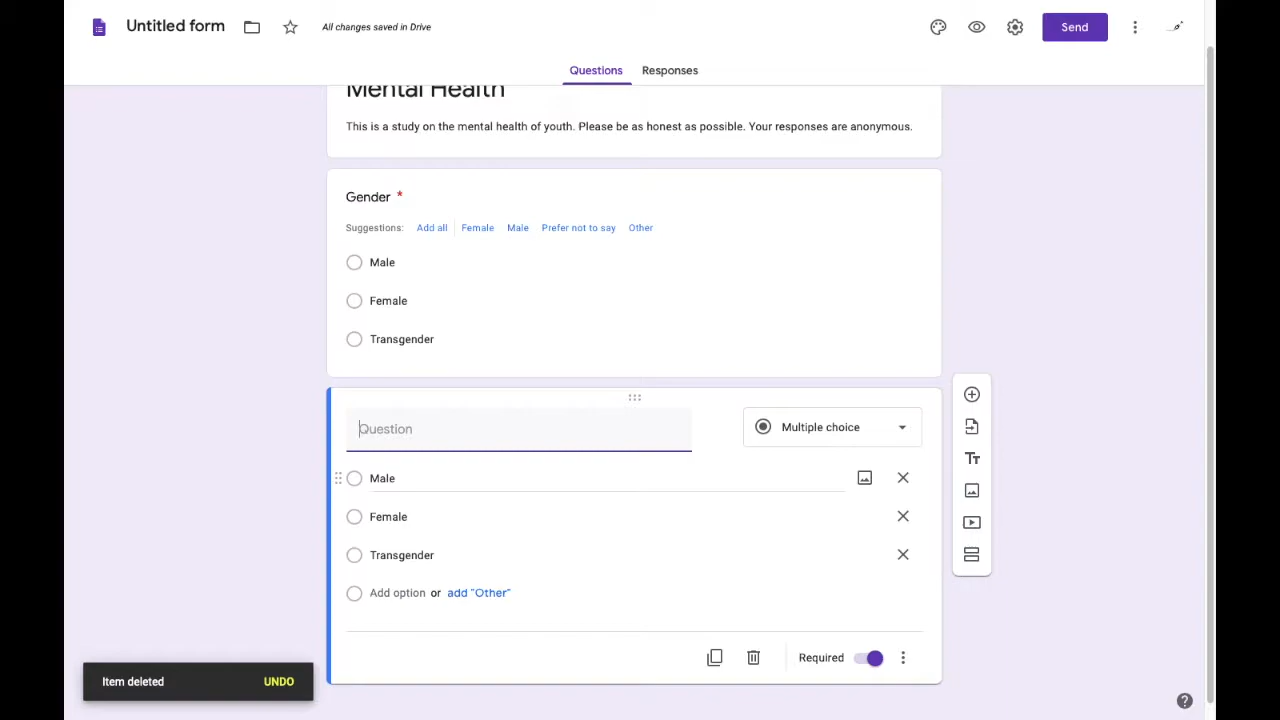 Untitled form
All changes saved in Drive
Send
Questions
Responses
Mental Health
This is a study on the mental health of youth. Please be as honest as possible. Your responses are anonymous.
Gender *
Suggestions: Add all Female Male Prefer not to say Other
Male
Female
Transgender
Question
Multiple choice
Male
Female
Transgender
Add option or add "Other"
Required
Item deleted
UNDO